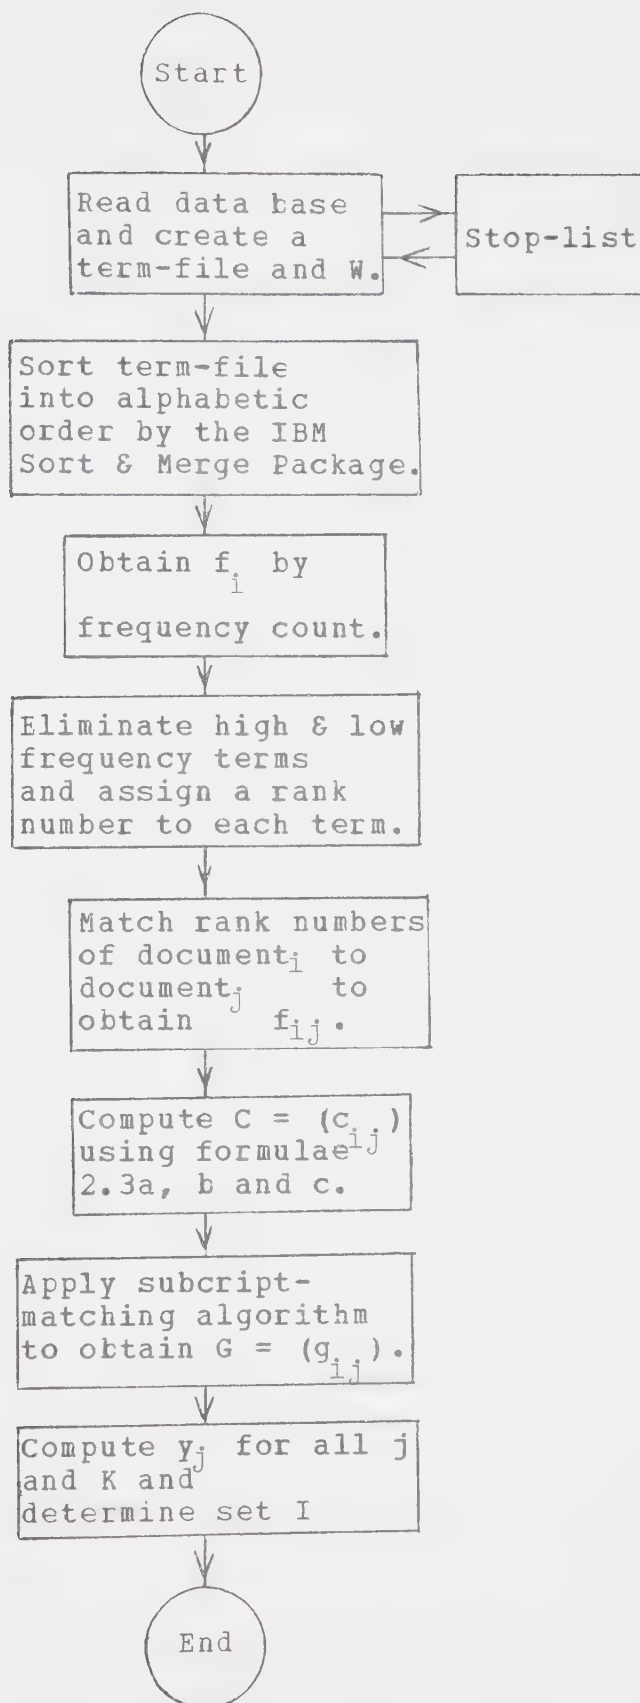 Start
Read data base
and create a
term-file and W.
Stop-list
Sort term-file
into alphabetic
order by the IBM
Sort & Merge Package.
Obtain f_i by
frequency count.
Eliminate high & low
frequency terms
and assign a rank
number to each term.
Match rank numbers
of document_i to
document_j to
obtain f_ij.
Compute C = (c_ij)
using formulae
2.3a, b and c.
Apply subcript-
matching algorithm
to obtain G = (g_ij).
Compute y_j for all j
and K and
determine set I
End